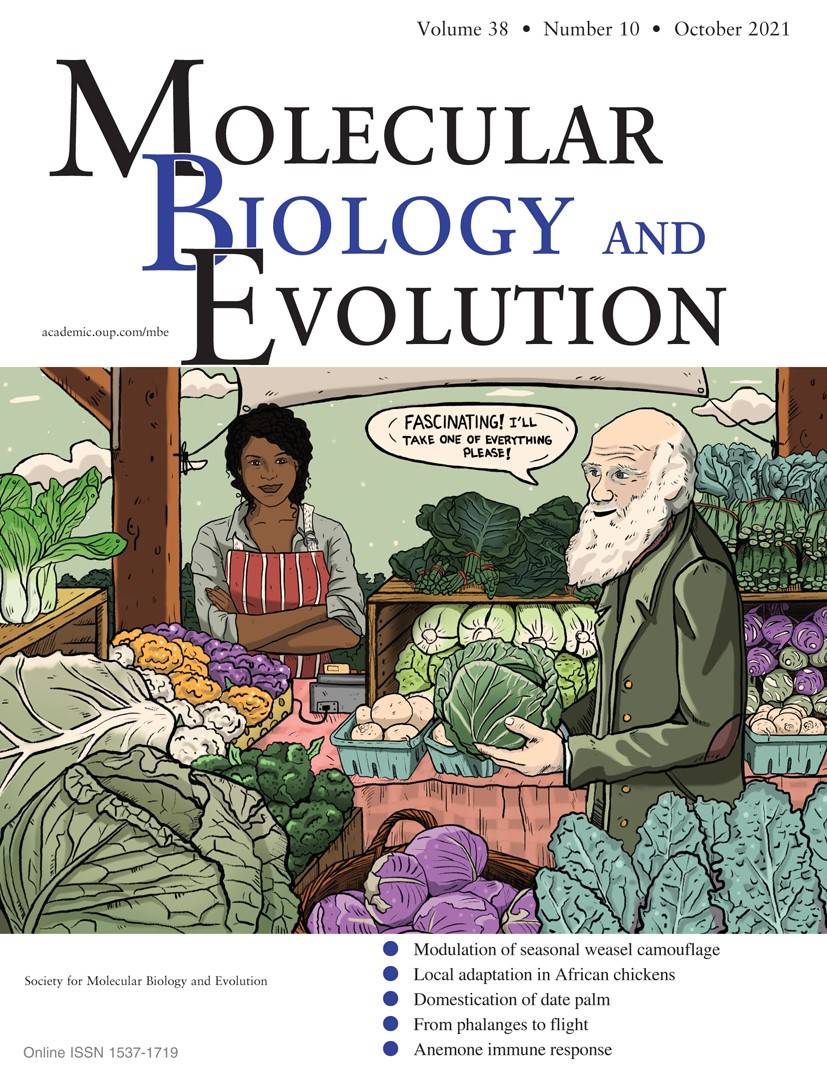 Volume 38 • Number 10 • October 2021
MOLECULAR
BIOLOGY AND
EVOLUTION
academic.oup.com/mbe
FASCINATING! I'LL
TAKE ONE OF EVERYTHING
PLEASE!
Society for Molecular Biology and Evolution
Online ISSN 1537-1719
● Modulation of seasonal weasel camouflage
● Local adaptation in African chickens
● Domestication of date palm
● From phalanges to flight
● Anemone immune response